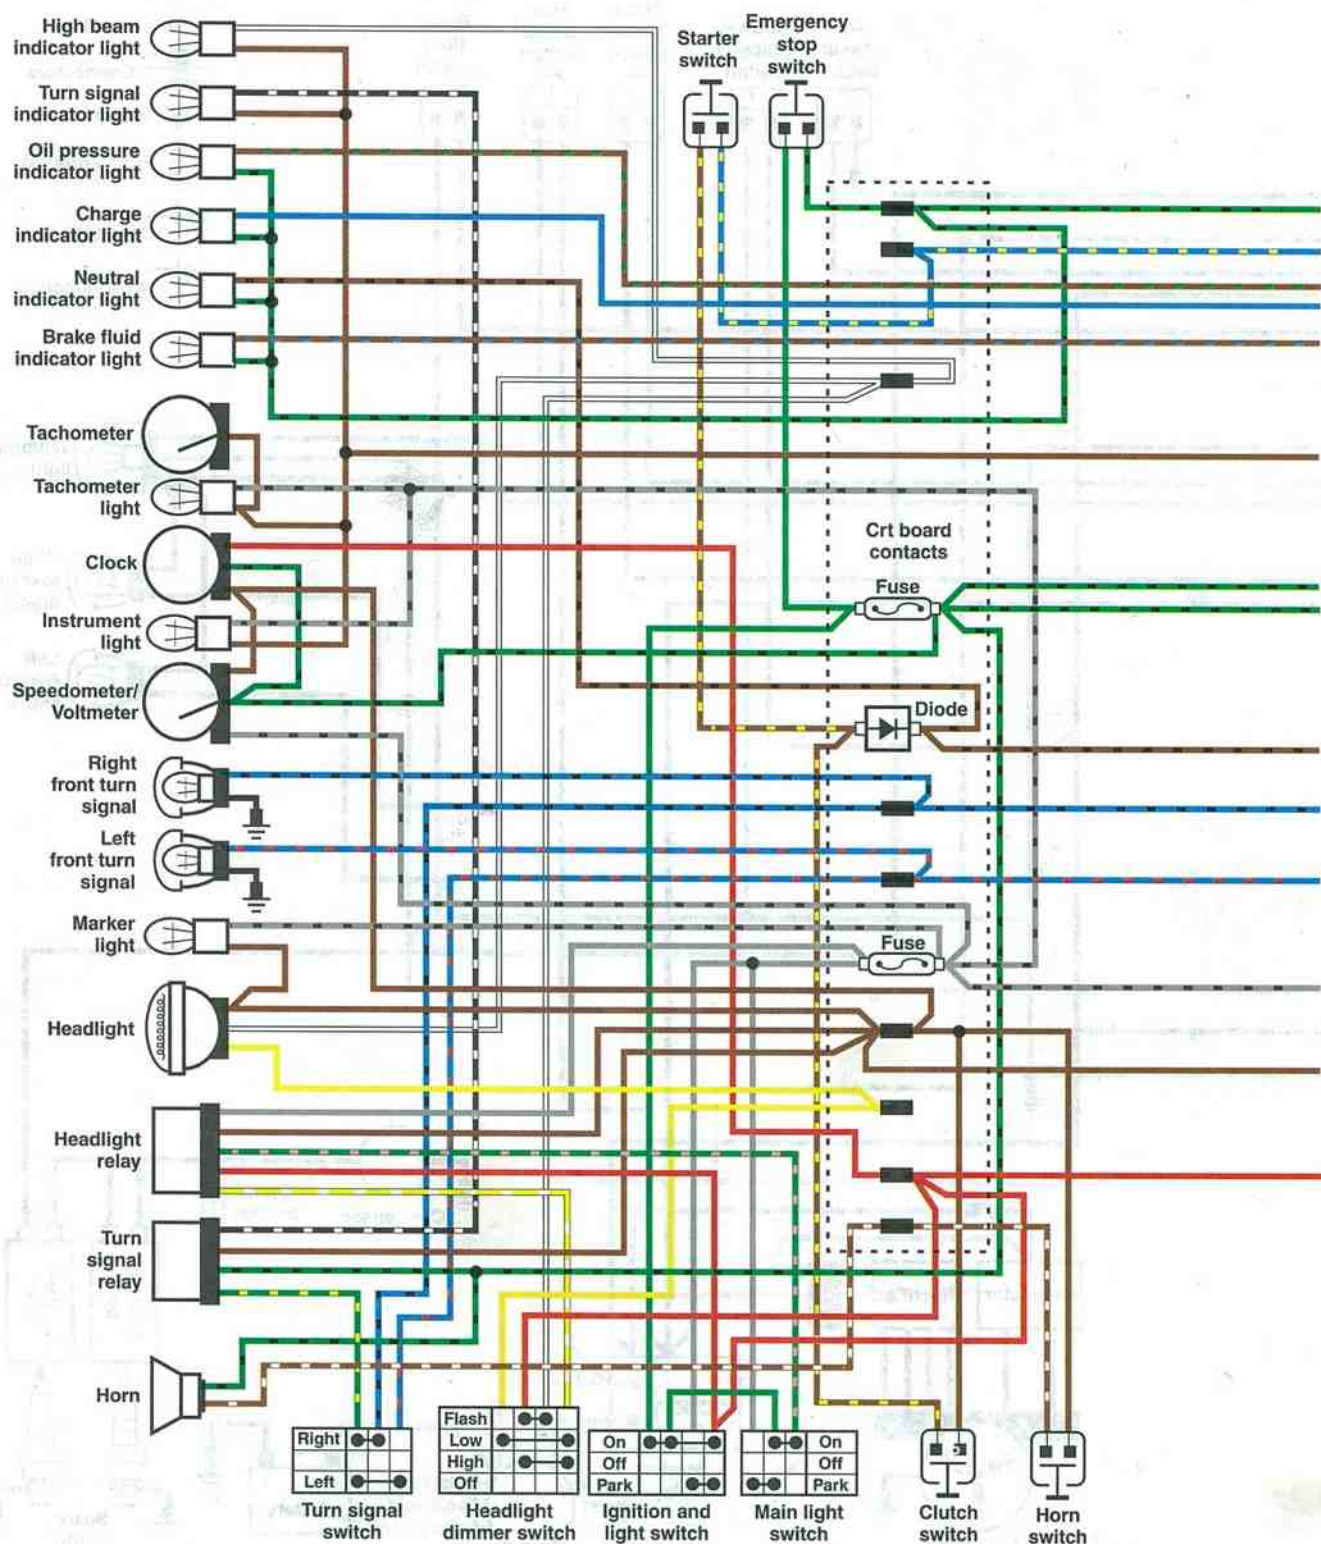 High beam
indicator light
Turn signal
indicator light
Oil pressure
indicator light
Charge
indicator light
Neutral
indicator light
Brake fluid
indicator light
Tachometer
Tachometer
light
Clock
Instrument
light
Speedometer/
Voltmeter
Right
front turn
signal
Left
front turn
signal
Marker
light
Headlight
Headlight
relay
Turn
signal
relay
Horn
Starter
switch
Emergency
stop
switch
Crt board
contacts
Fuse
Diode
Fuse
Right
Left
Turn signal
switch
Flash
Low
High
Off
Headlight
dimmer switch
On
Off
Park
Ignition and
light switch
On
Off
Park
Main light
switch
Clutch
switch
Horn
switch